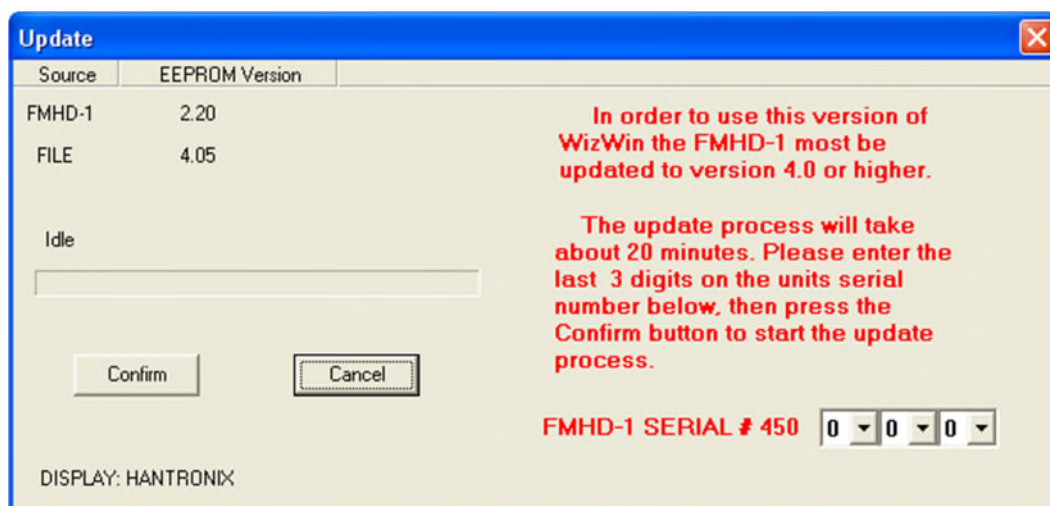 Update
Source EEPROM Version
FMHD-1 2.20
FILE 4.05
In order to use this version of
WizWin the FMHD-1 most be
updated to version 4.0 or higher.
The update process will take
about 20 minutes. Please enter the
last 3 digits on the units serial
number below, then press the
Confirm button to start the update
process.
Idle
Confirm Cancel
FMHD-1 SERIAL # 450 0 0 0
DISPLAY: HANTRONIX